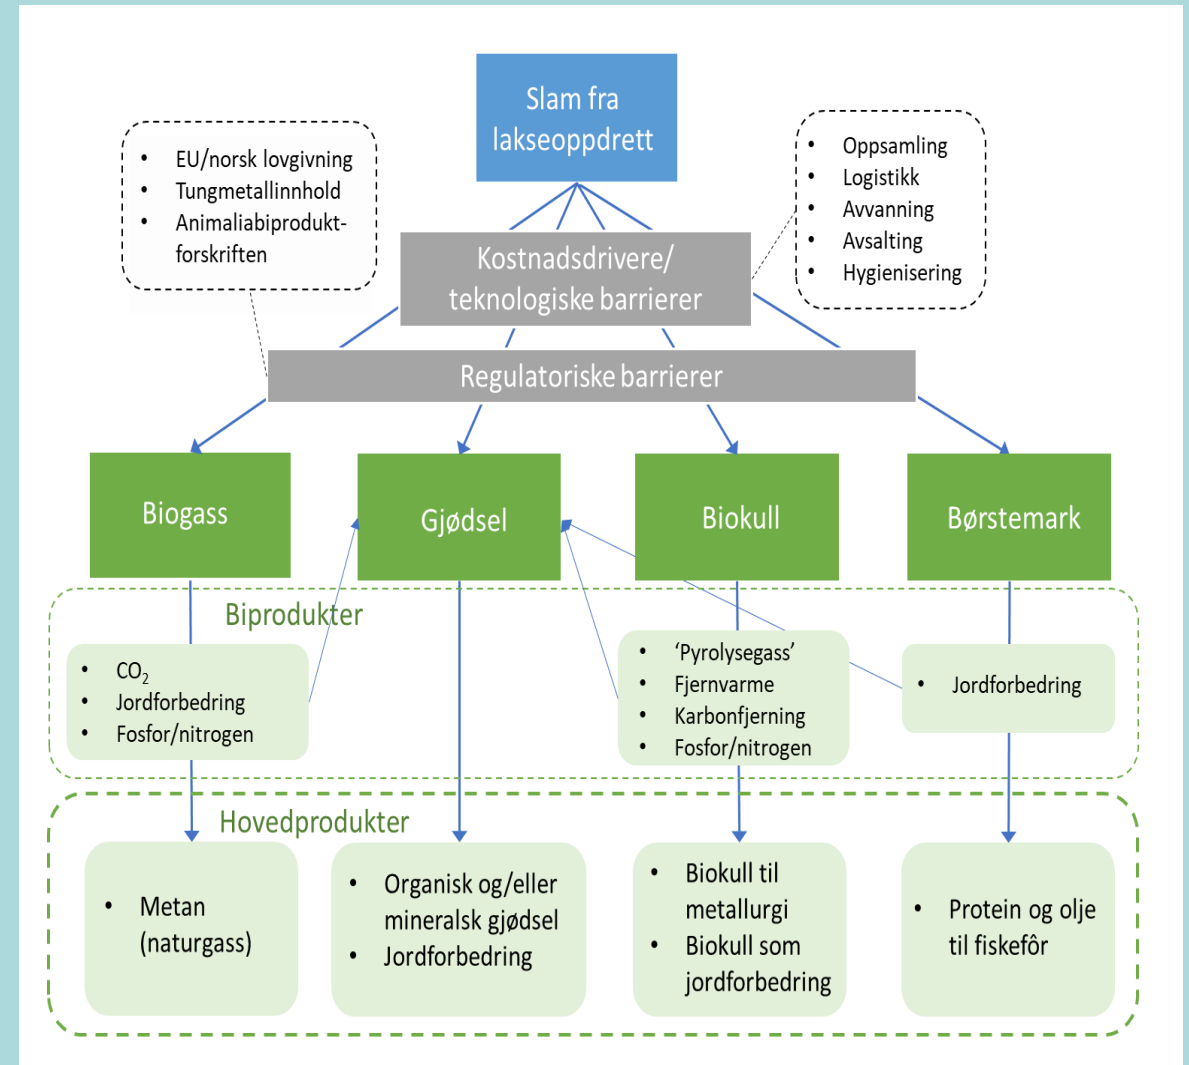 Slam fra
lakseoppdrett
• EU/norsk lovgivning
• Tungmetallinnhold
• Animaliabiprodukt-
forskriften
• Oppsamling
• Logistikk
• Avvanning
• Avsalting
• Hygienisering
Kostnadsdrivere/
teknologiske barrierer
Regulatoriske barrierer
Biogass
Gjødsel
Biokull
Børstemark
Biprodukter
• CO₂
• Jordforbedring
• Fosfor/nitrogen
• ‘Pyrolysegass’
• Fjernvarme
• Karbonfjerning
• Fosfor/nitrogen
• Jordforbedring
Hovedprodukter
• Metan
(naturgass)
• Organisk og/eller
mineralsk gjødsel
• Jordforbedring
• Biokull til
metallurgi
• Biokull som
jordforbedring
• Protein og olje
til fiskefôr